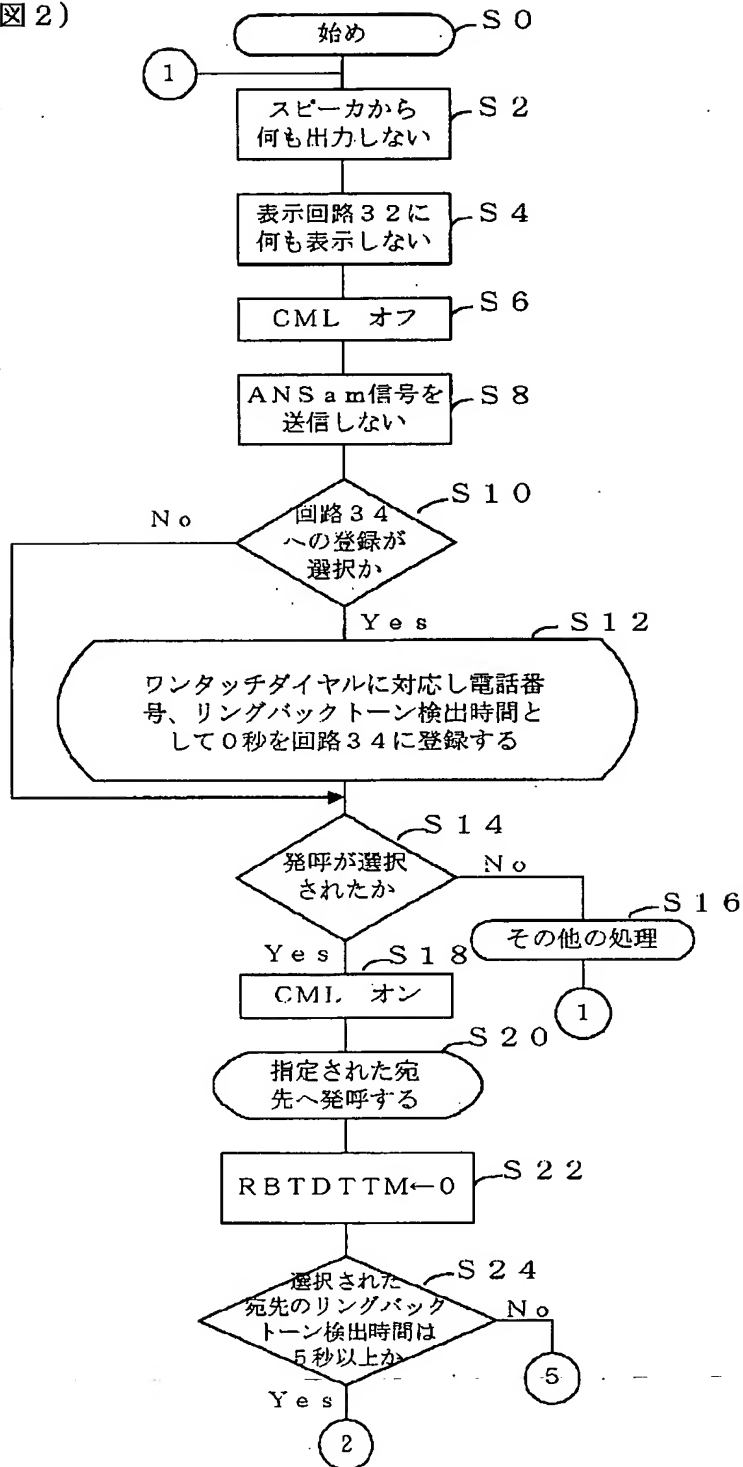 図２)
始め
Ｓ０
1
スピーカから
何も出力しない
Ｓ２
表示回路３２に
何も表示しない
Ｓ４
ＣＭＬ　オフ
Ｓ６
ＡＮＳａｍ信号を
送信しない
Ｓ８
Ｓ１０
Ｎｏ
回路３４
への登録が
選択か
Ｙｅｓ
Ｓ１２
ワンタッチダイヤルに対応し電話番
号、リングバックトーン検出時間と
して０秒を回路３４に登録する
Ｓ１４
発呼が選択
されたか
Ｎｏ
Ｓ１６
その他の処理
1
Ｙｅｓ
Ｓ１８
ＣＭＬ　オン
Ｓ２０
指定された宛
先へ発呼する
ＲＢＴＤＴＴＭ←０
Ｓ２２
Ｓ２４
選択された
宛先のリングバック
トーン検出時間は
５秒以上か
Ｎｏ
5
Ｙｅｓ
2